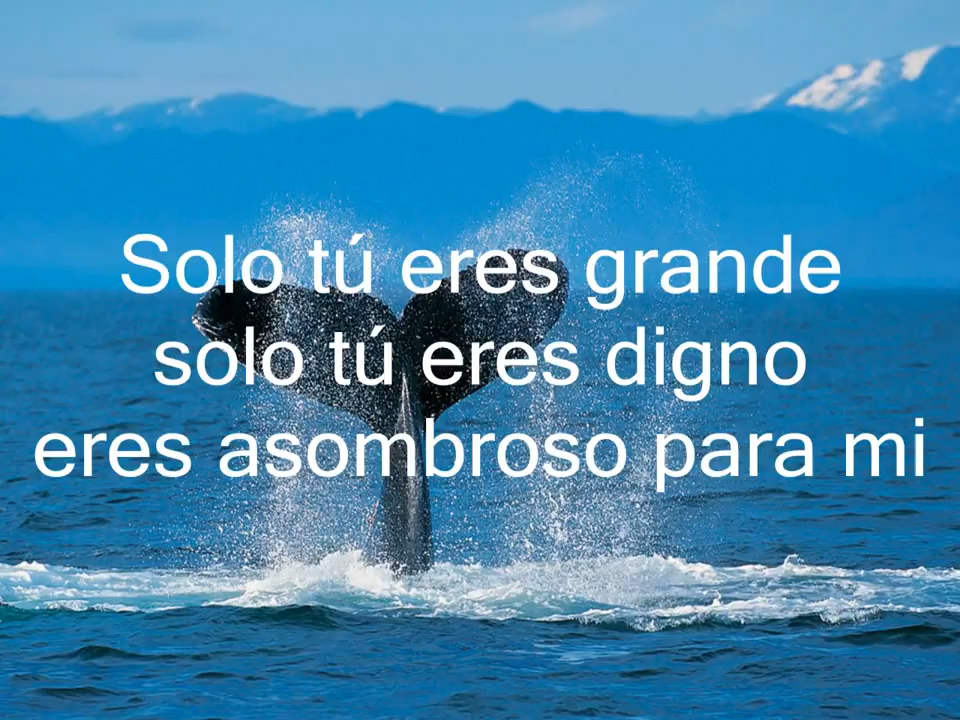 Solo tú eres grande
solo tú eres digno
eres asombroso para mi